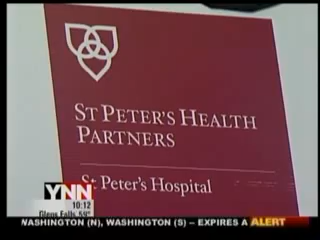 ST PETER'S HEALTH
PARTNERS
St Peter's Hospital
YNN
10:12
Glens Falls 59°
WASHINGTON (N), WASHINGTON (S) – EXPIRES A
ALERT